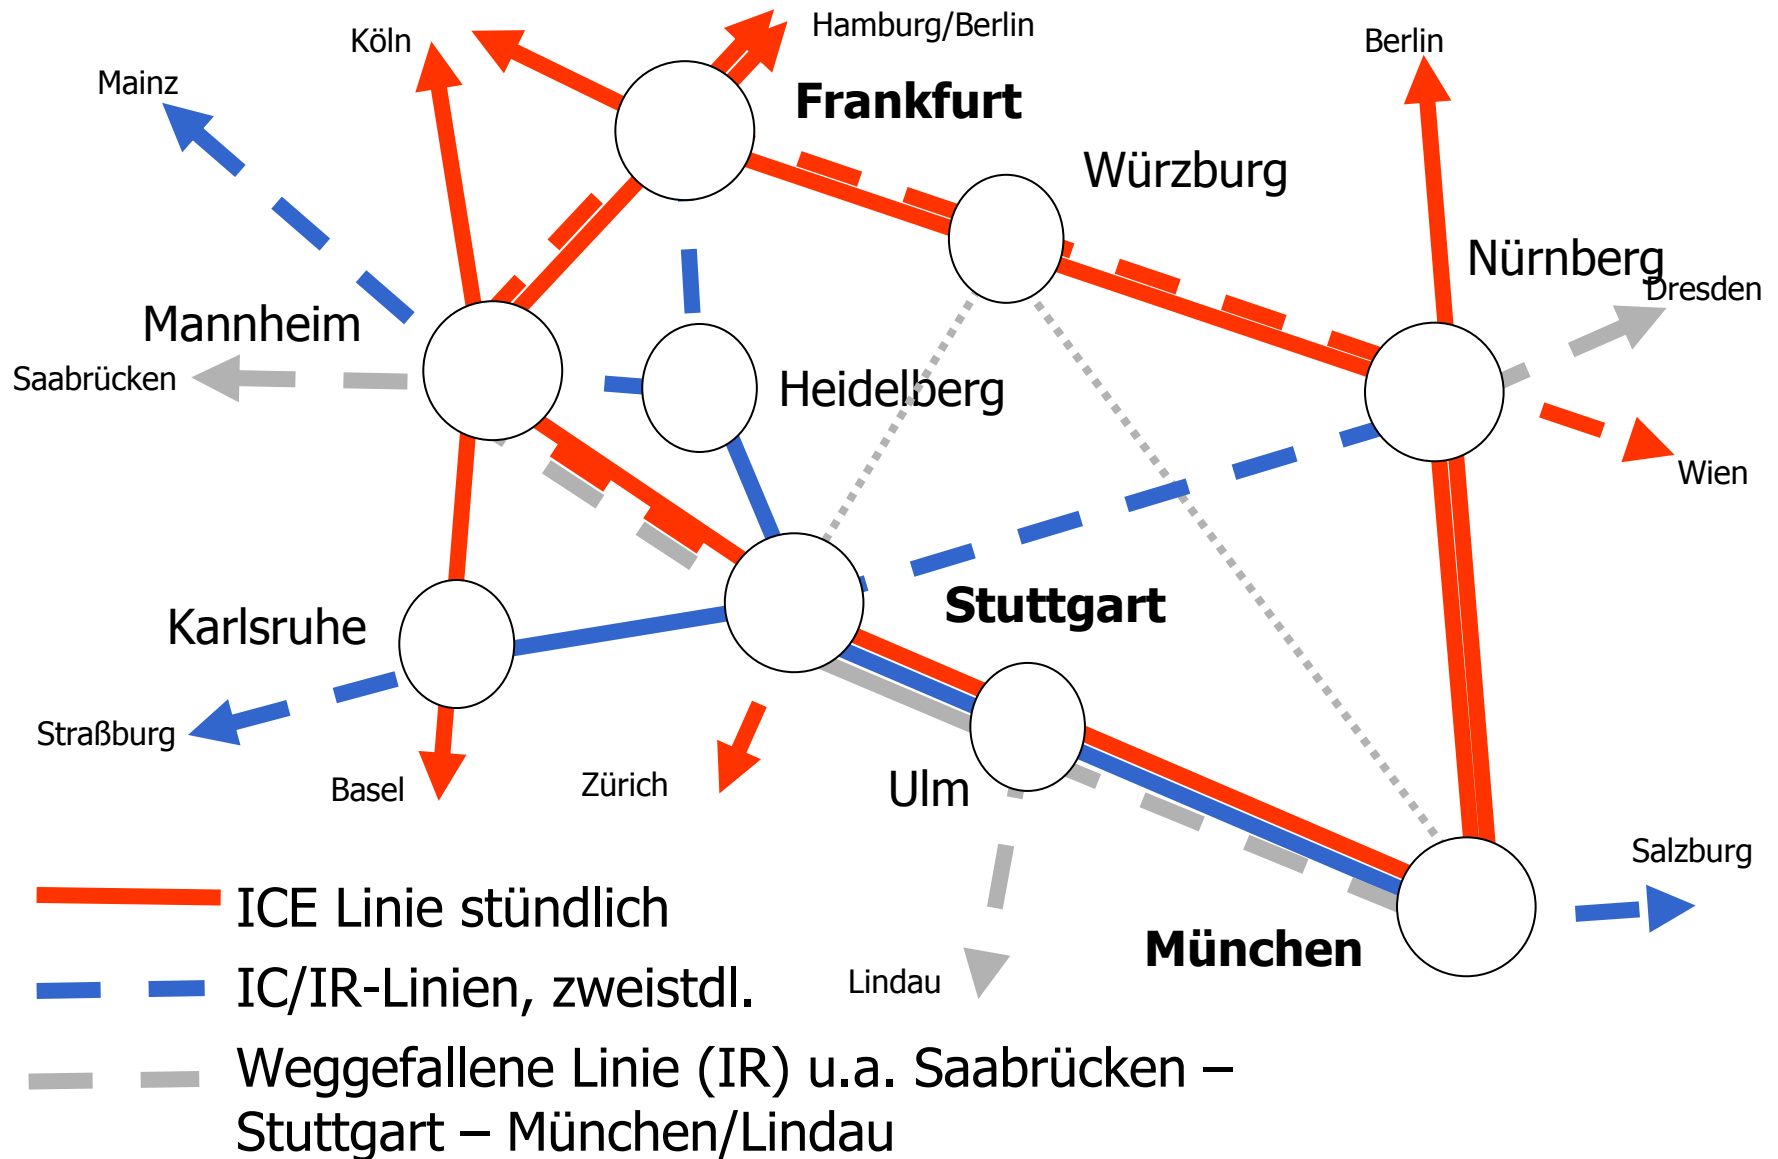 Hamburg/Berlin
Köln
Berlin
Mainz
Frankfurt
Würzburg
Nürnberg
Dresden
Mannheim
Saabrücken
Heidelberg
Wien
Stuttgart
Karlsruhe
Straßburg
Basel
Zürich
Ulm
Salzburg
München
Lindau
ICE Linie stündlich
IC/IR-Linien, zweistdl.
Weggefallene Linie (IR) u.a. Saabrücken –
Stuttgart – München/Lindau